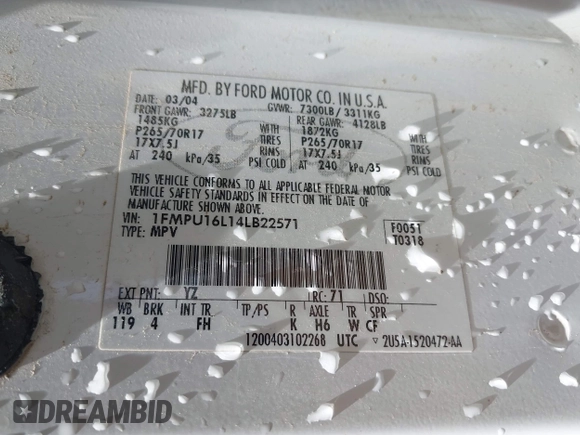 MFD. BY FORD MOTOR CO. IN U.S.A.
DATE: 03/04 GVWR: 7300LB / 3311KG
FRONT GAWR: 3275LB REAR GAWR: 4128LB
1485KG WITH 1872KG WITH
P265/70R17 TIRES P265/70R17 TIRES
17X7.5J RIMS 17X7.5J RIMS
AT 240 kPa/35 PSI COLD AT 240 kPa/35 PSI COLD
THIS VEHICLE CONFORMS TO ALL APPLICABLE FEDERAL MOTOR
VEHICLE SAFETY STANDARDS IN EFFECT ON THE DATE OF
MANUFACTURE SHOWN ABOVE.
VIN: 1FMPU16L14LB22571 F0051
TYPE: MPV T0318
EXT PNT: YZ RC: 71 DSO:
WB BRK INT TR TP/PS R AXLE TR SPR
119 4 FH K H6 W CF
1200403102268 UTC ▽ 2U5A-1520472-AA
Ford
DREAMBID